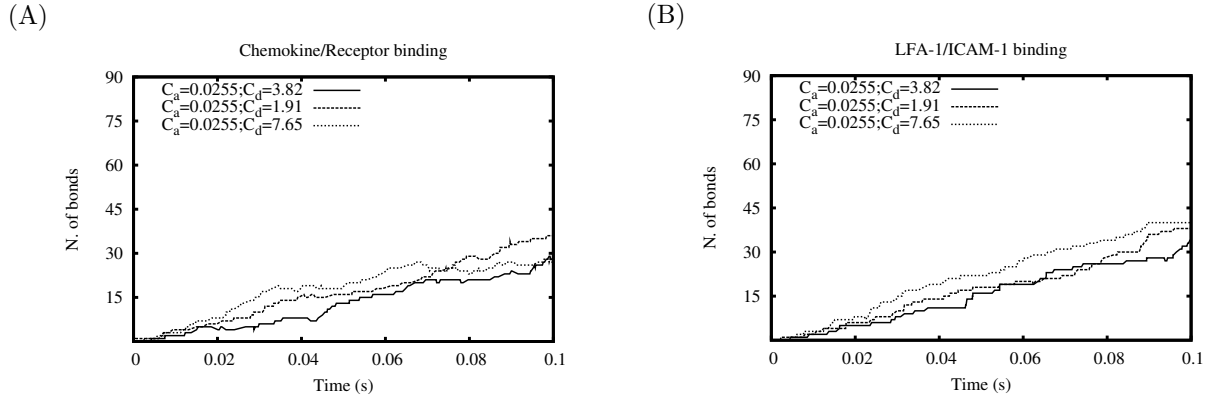 (A)
Chemokine/Receptor binding
N. of bonds
90
75
60
45
30
15
C_a=0.0255;C_d=3.82
C_a=0.0255;C_d=1.91
C_a=0.0255;C_d=7.65
0 0.02 0.04 0.06 0.08 0.1
Time (s)
(B)
LFA-1/ICAM-1 binding
N. of bonds
90
75
60
45
30
15
C_a=0.0255;C_d=3.82
C_a=0.0255;C_d=1.91
C_a=0.0255;C_d=7.65
0 0.02 0.04 0.06 0.08 0.1
Time (s)